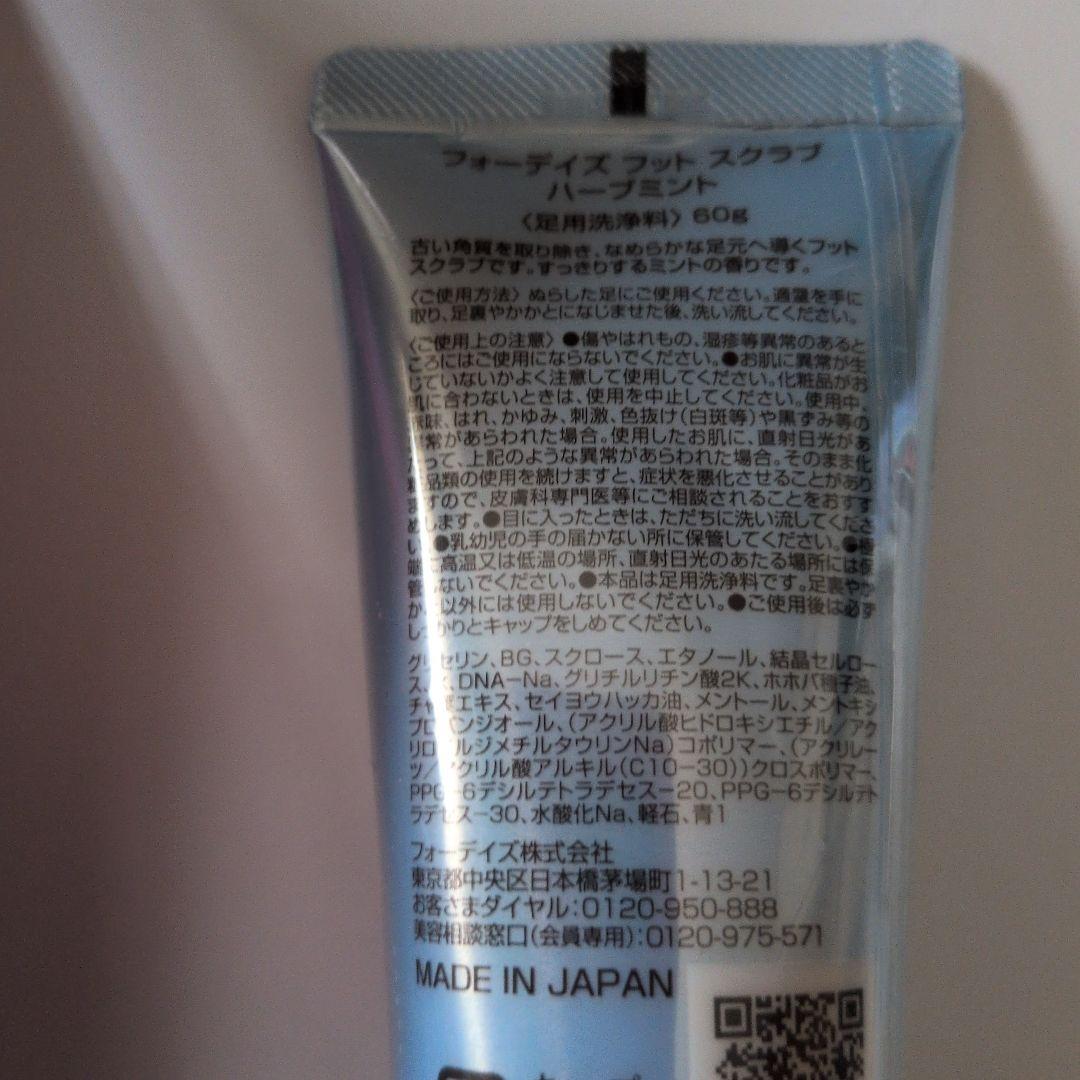 フォーデイズ フット スクラブ
ハーブミント
〈足用洗浄料〉60g
古い角質を取り除き、なめらかな足元へ導くフット
スクラブです。すっきりするミントの香りです。
〈ご使用方法〉ぬらした足にご使用ください。適量を手に
取り、足裏やかかとになじませた後、洗い流してください。
〈ご使用上の注意〉●傷やはれもの、湿疹等異常のあると
ころにはご使用にならないでください。●お肌に異常が生
じていないかよく注意して使用してください。化粧品がお
肌に合わないときは、使用を中止してください。使用中、
赤味、はれ、かゆみ、刺激、色抜け(白斑等)や黒ずみ等の
異常があらわれた場合。使用したお肌に、直射日光があ
たって、上記のような異常があらわれた場合。そのまま化
粧品類の使用を続けますと、症状を悪化させることがあり
ますので、皮膚科専門医等にご相談されることをおすす
めします。●目に入ったときは、ただちに洗い流してくださ
い。●乳幼児の手の届かない所に保管してください。●極
端に高温又は低温の場所、直射日光のあたる場所には保
管しないでください。●本品は足用洗浄料です。足裏やか
かと以外には使用しないでください。●ご使用後は必ず
しっかりとキャップをしめてください。
グリセリン、BG、スクロース、エタノール、結晶セルロー
ス、水、DNA-Na、グリチルリチン酸2K、ホホバ種子油、
チャ葉エキス、セイヨウハッカ油、メントール、メントキシ
プロパンジオール、(アクリル酸ヒドロキシエチル/アク
リロイルジメチルタウリンNa)コポリマー、(アクリレー
ツ/アクリル酸アルキル(C10-30))クロスポリマー、
PPG-6デシルテトラデセス-20、PPG-6デシルテト
ラデセス-30、水酸化Na、軽石、青1
フォーデイズ株式会社
東京都中央区日本橋茅場町1-13-21
お客さまダイヤル:0120-950-888
美容相談窓口(会員専用):0120-975-571
MADE IN JAPAN